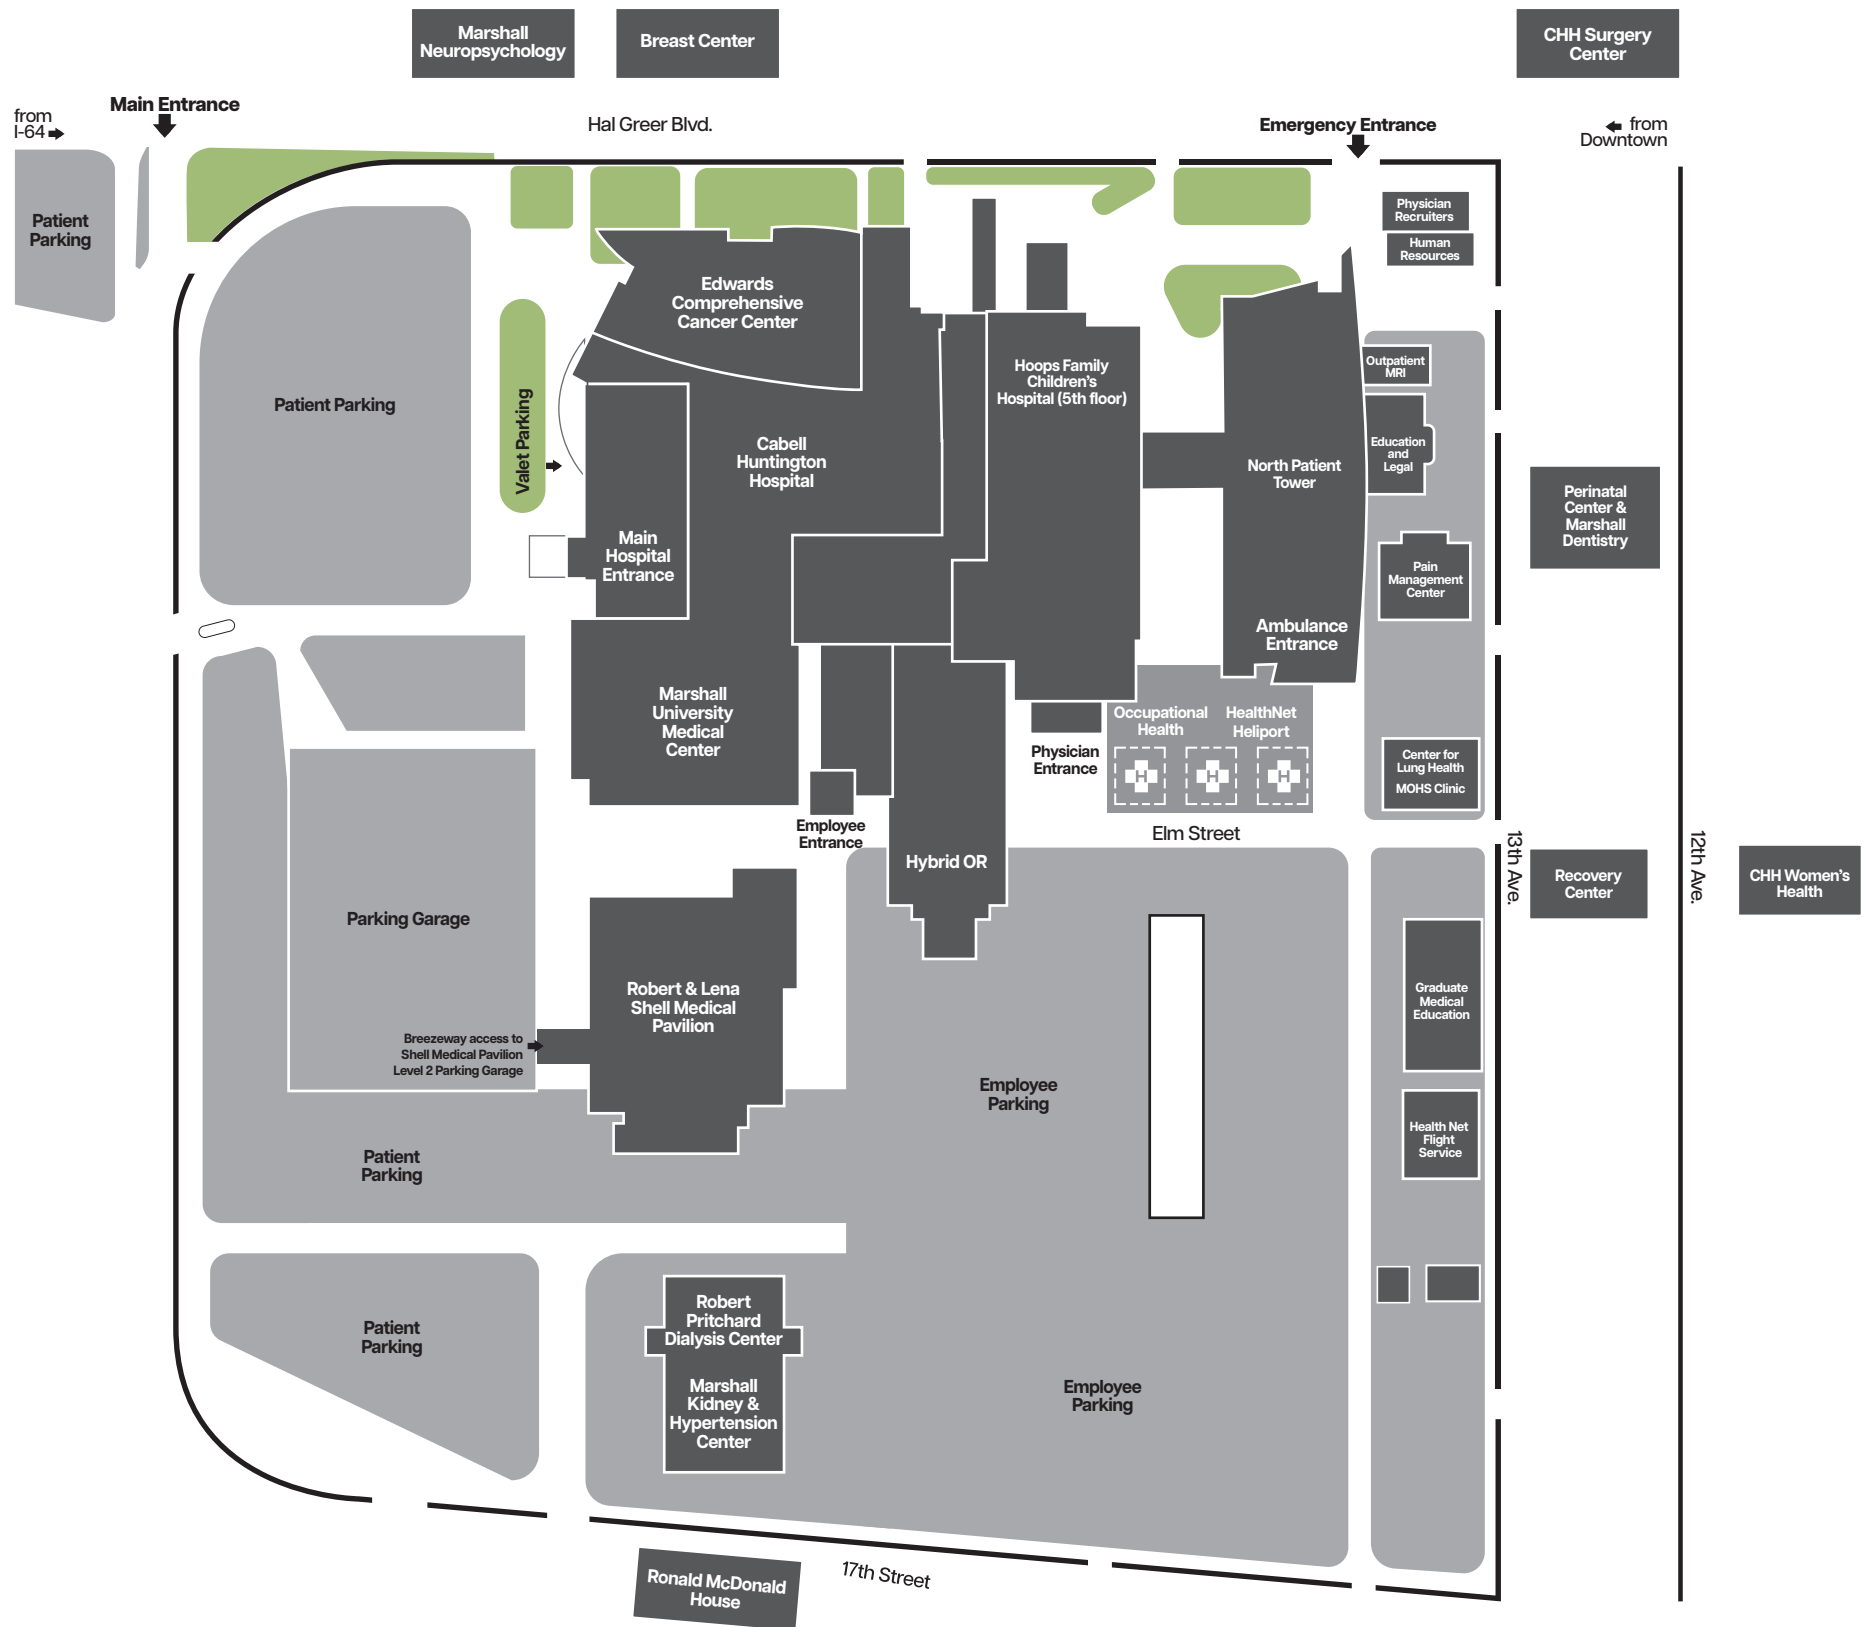 Marshall
Neuropsychology
Breast Center
CHH Surgery
Center
from
I-64
Main Entrance
Hal Greer Blvd.
Emergency Entrance
from
Downtown
Patient
Parking
Physician
Recruiters
Human
Resources
Edwards
Comprehensive
Cancer Center
Hoops Family
Children's
Hospital (5th floor)
Outpatient
MRI
Patient Parking
Valet Parking
Cabell
Huntington
Hospital
North Patient
Tower
Education
and
Legal
Perinatal
Center &
Marshall
Dentistry
Main
Hospital
Entrance
Pain
Management
Center
Ambulance
Entrance
Marshall
University
Medical
Center
Occupational
Health
HealthNet
Heliport
Physician
Entrance
H
H
H
Center for
Lung Health
MOHS Clinic
Employee
Entrance
Elm Street
13th Ave.
12th Ave.
Hybrid OR
Recovery
Center
CHH Women's
Health
Parking Garage
Robert & Lena
Shell Medical
Pavilion
Graduate
Medical
Education
Breezeway access to
Shell Medical Pavilion
Level 2 Parking Garage
Employee
Parking
Health Net
Flight
Service
Patient
Parking
Patient
Parking
Robert
Pritchard
Dialysis Center
Marshall
Kidney &
Hypertension
Center
Employee
Parking
Ronald McDonald
House
17th Street